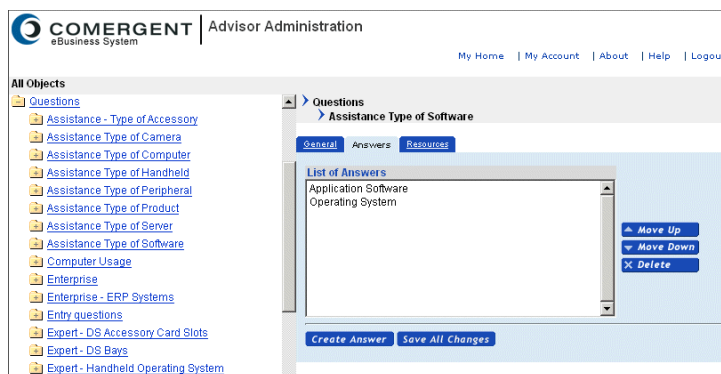 COMERGENT
eBusiness System
Advisor Administration
My Home | My Account | About | Help | Logou
All Objects
Questions
Assistance - Type of Accessory
Assistance Type of Camera
Assistance Type of Computer
Assistance Type of Handheld
Assistance Type of Peripheral
Assistance Type of Product
Assistance Type of Server
Assistance Type of Software
Computer Usage
Enterprise
Enterprise - ERP Systems
Entry questions
Expert - DS Accessory Card Slots
Expert - DS Bays
Expert - Handheld Operating System
Questions
Assistance Type of Software
General Answers Resources
List of Answers
Application Software
Operating System
Move Up
Move Down
Delete
Create Answer Save All Changes